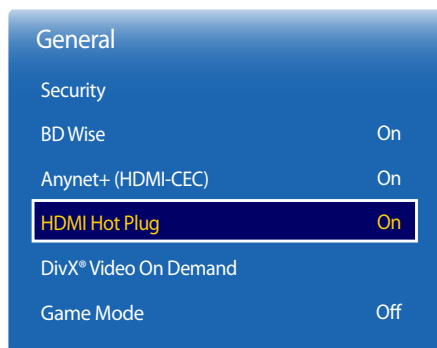 General
Security
BD Wise On
Anynet+ (HDMI-CEC) On
HDMI Hot Plug On
DivX® Video On Demand
Game Mode Off